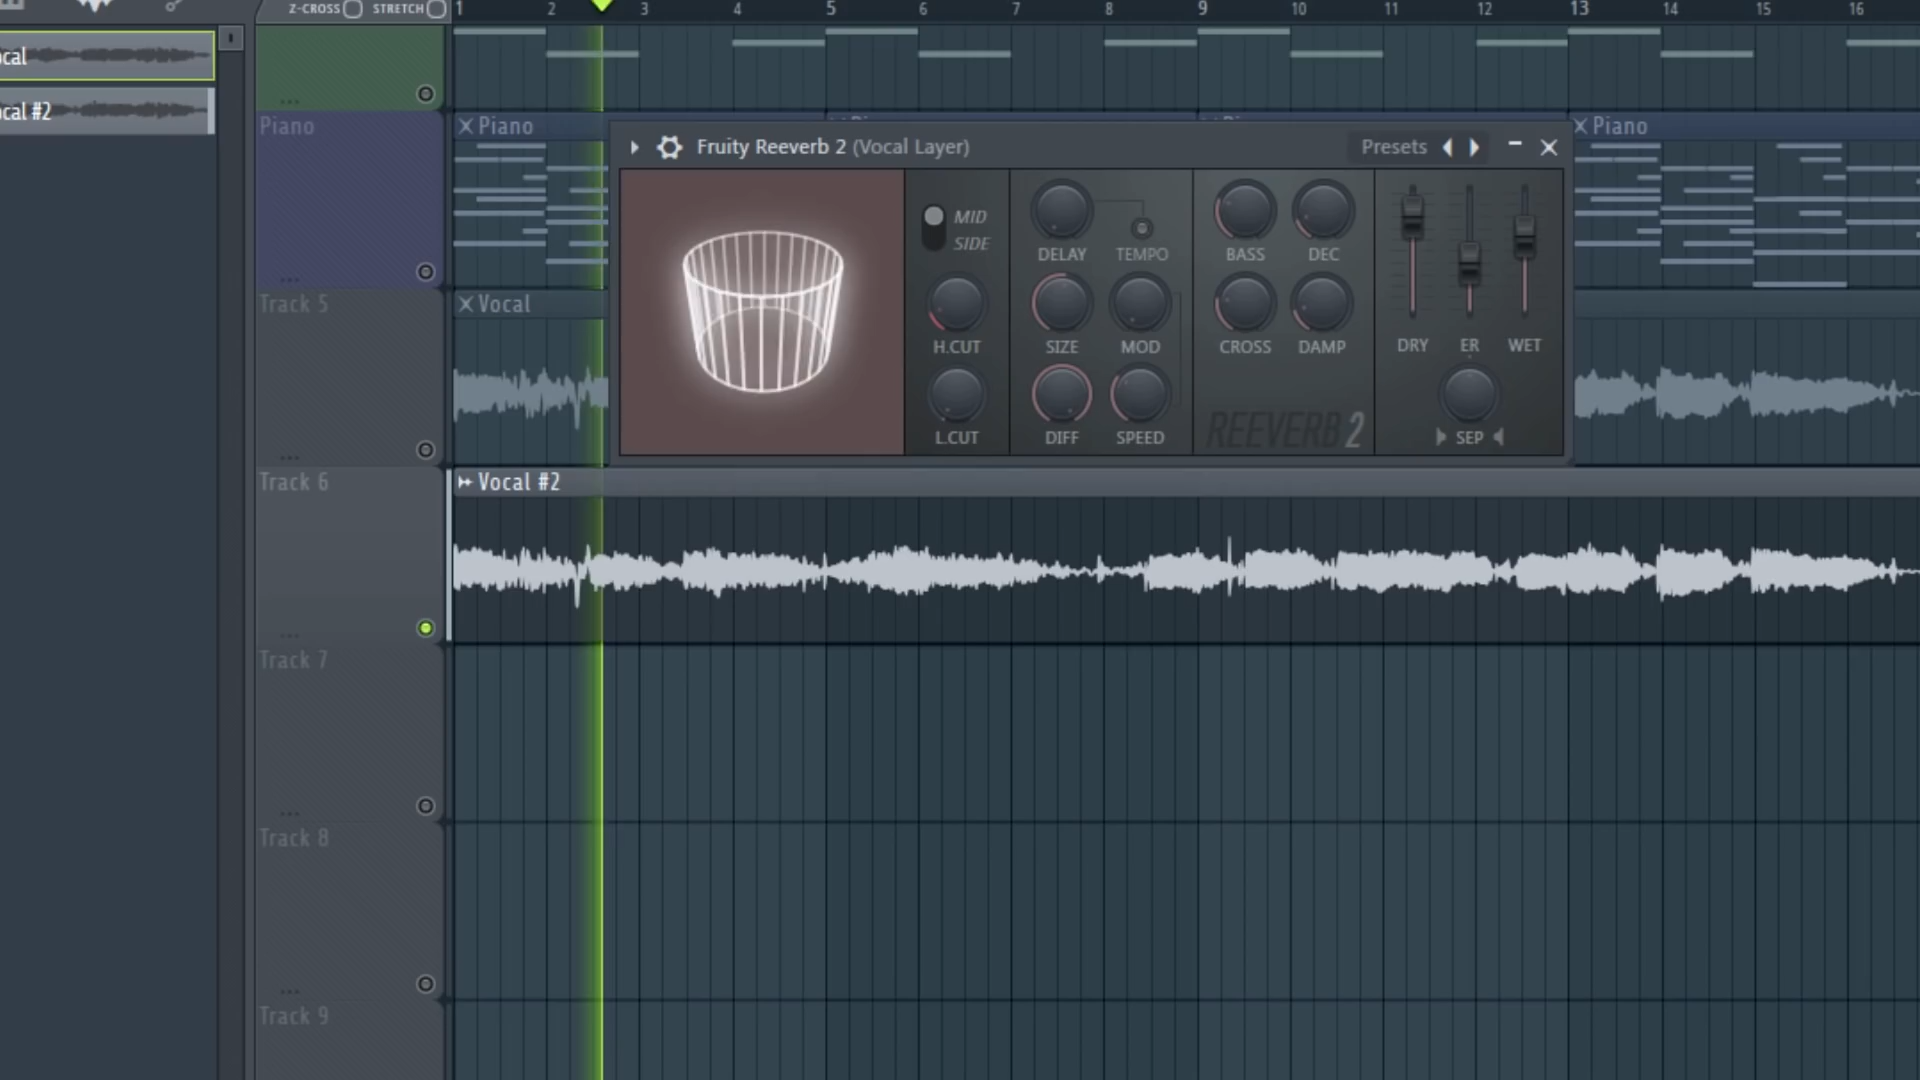 Z-CROSS STRETCH 1 2 3 4 5 6 7 8 9 10 11 12 13 14 15 16
ocal
ocal #2
Piano
Piano
Piano
Fruity Reeverb 2 (Vocal Layer)
Presets
MID
SIDE
DELAY
TEMPO
BASS
DEC
H.CUT
SIZE
MOD
CROSS
DAMP
DRY
ER
WET
L.CUT
DIFF
SPEED
REEVERB 2
SEP
Track 5
Vocal
Track 6
Vocal #2
Track 7
Track 8
Track 9